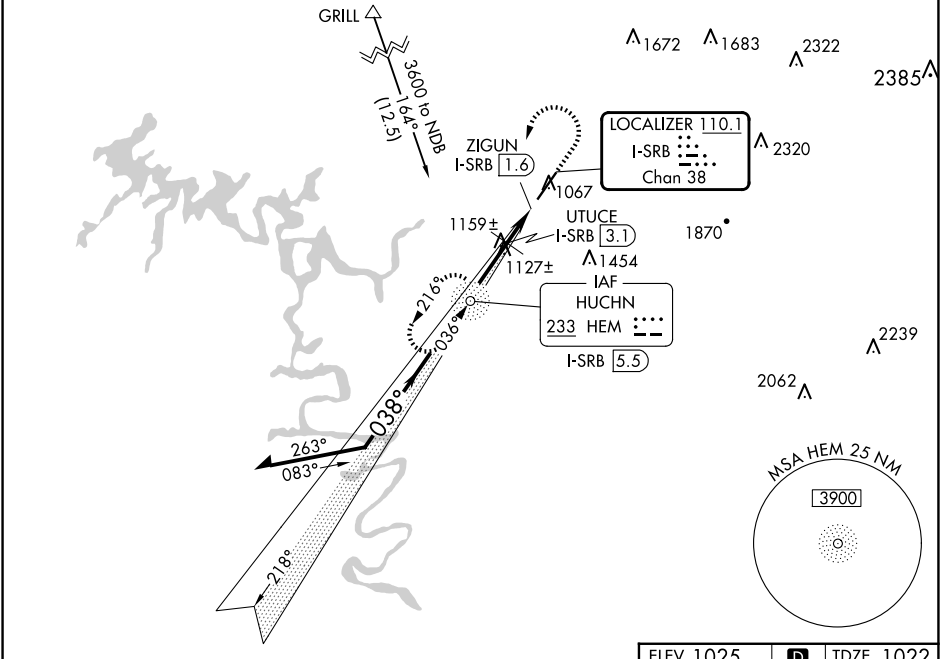 GRILL
3600 to NDB
164°
(12.5)
1672
1683
2322
2385
LOCALIZER 110.1
I-SRB
Chan 38
2320
ZIGUN
I-SRB 1.6
1067
1159±
UTUCE
I-SRB 3.1
1127±
1870
1454
IAF
HUCHN
233 HEM
I-SRB 5.5
216°
036°
2239
2062
038°
263°
083°
MSA HEM 25 NM
3900
218°
ELEV 1025 D TDZE 1022